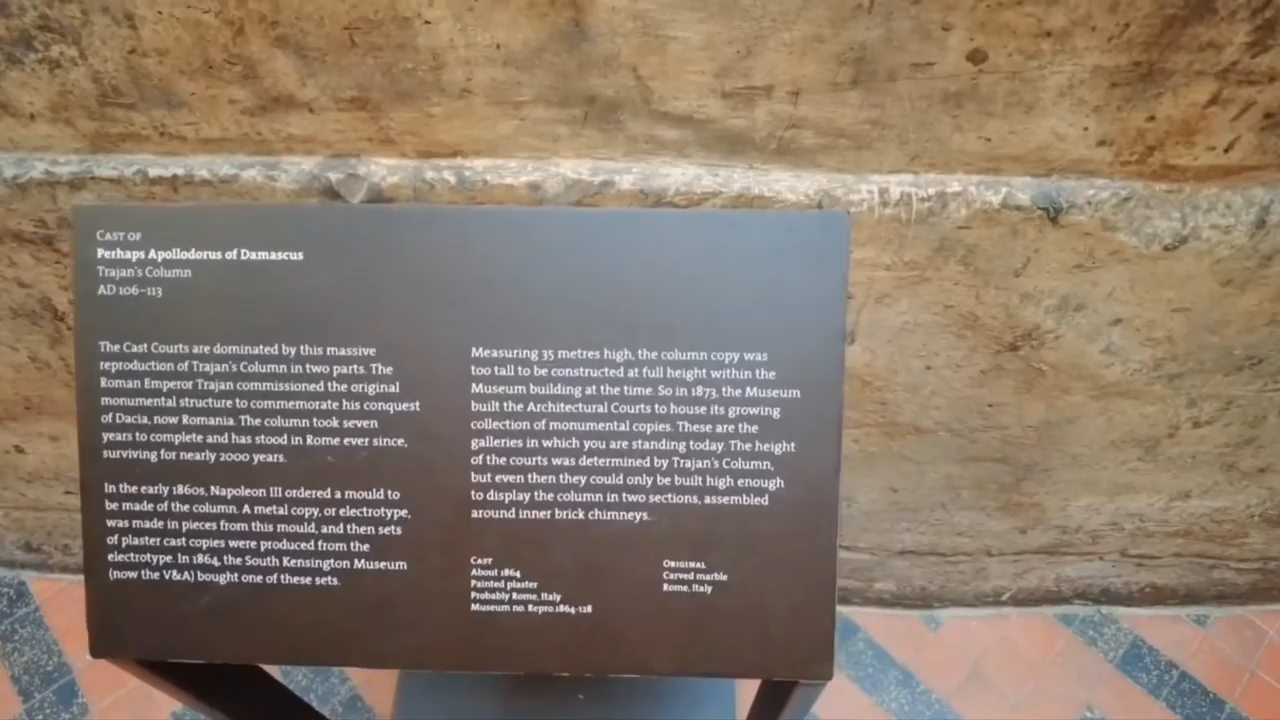 CAST OF
Perhaps Apollodorus of Damascus
Trajan's Column
AD 106–113
The Cast Courts are dominated by this massive
reproduction of Trajan's Column in two parts. The
Roman Emperor Trajan commissioned the original
monumental structure to commemorate his conquest
of Dacia, now Romania. The column took seven
years to complete and has stood in Rome ever since,
surviving for nearly 2000 years.
In the early 1860s, Napoleon III ordered a mould to
be made of the column. A metal copy, or electrotype,
was made in pieces from this mould, and then sets
of plaster cast copies were produced from the
electrotype. In 1864, the South Kensington Museum
(now the V&A) bought one of these sets.
Measuring 35 metres high, the column copy was
too tall to be constructed at full height within the
Museum building at the time. So in 1873, the Museum
built the Architectural Courts to house its growing
collection of monumental copies. These are the
galleries in which you are standing today. The height
of the courts was determined by Trajan's Column,
but even then they could only be built high enough
to display the column in two sections, assembled
around inner brick chimneys.
CAST
About 1864
Painted plaster
Probably Rome, Italy
Museum no. Repro.1864-128
ORIGINAL
Carved marble
Rome, Italy